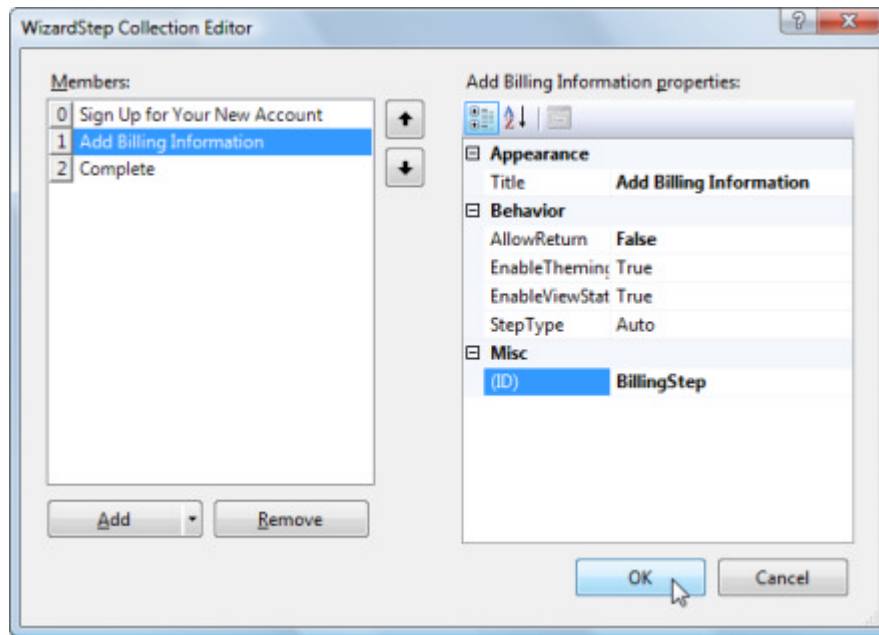 WizardStep Collection Editor
Members:
0 Sign Up for Your New Account
1 Add Billing Information
2 Complete
Add
Remove
Add Billing Information properties:
Appearance
Title Add Billing Information
Behavior
AllowReturn False
EnableTheming True
EnableViewStat True
StepType Auto
Misc
(ID) BillingStep
OK
Cancel